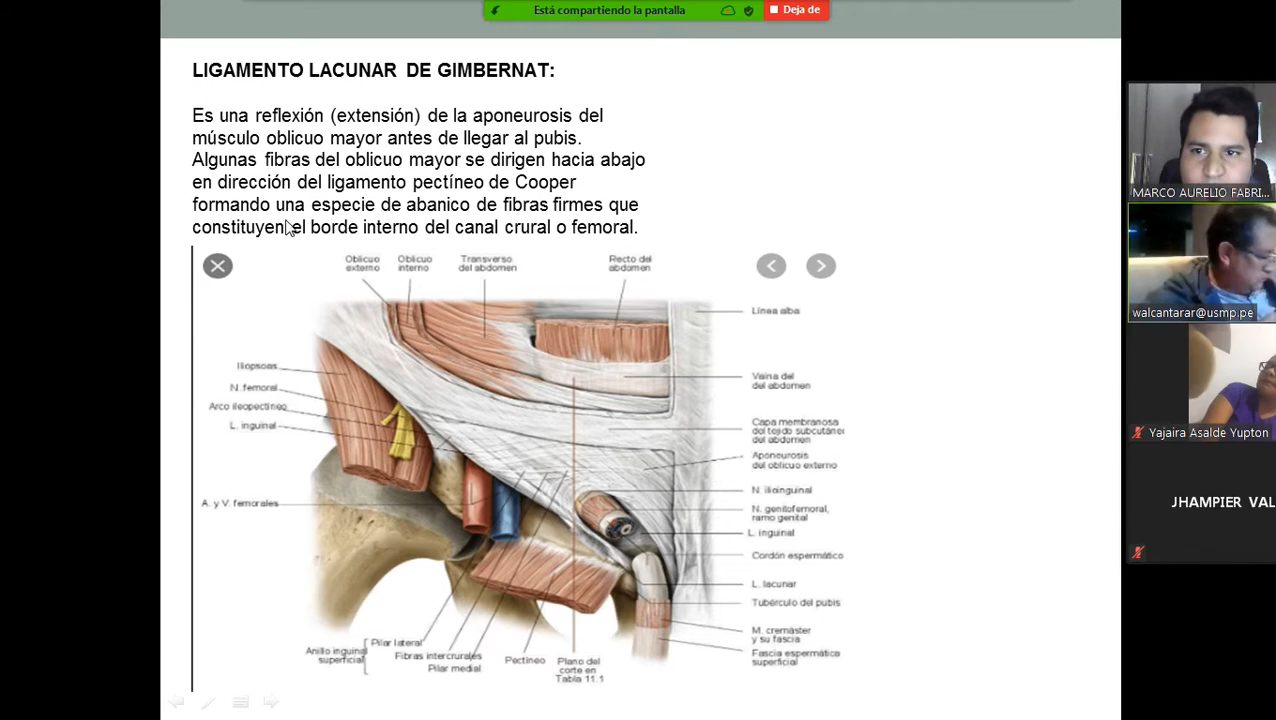 Está compartiendo la pantalla
Deja de
LIGAMENTO LACUNAR DE GIMBERNAT:
Es una reflexión (extensión) de la aponeurosis del
músculo oblicuo mayor antes de llegar al pubis.
Algunas fibras del oblicuo mayor se dirigen hacia abajo
en dirección del ligamento pectíneo de Cooper
formando una especie de abanico de fibras firmes que
constituyen el borde interno del canal crural o femoral.
Oblicuo
externo
Oblicuo
interno
Transverso
del abdomen
Recto del
abdomen
Línea alba
Iliopsoas
N. femoral
Arco ileopectíneo
L. inguinal
A. y V. femorales
Vaina del
del abdomen
Capa membranosa
del tejido subcutáneo
del abdomen
Aponeurosis
del oblicuo externo
N. ilioinguinal
N. genitofemoral,
ramo genital
L. inguinal
Cordón espermático
L. lacunar
Tubérculo del pubis
M. cremáster
y su fascia
Fascia espermática
superficial
Anillo inguinal
superficial
Pilar lateral
Fibras intercrurales
Pilar medial
Pectíneo
Plano del
corte en
Tabla 11.1
MARCO AURELIO FABRI...
walcantarar@usmp.pe
Yajaira Asalde Yupton
JHAMPIER VAL